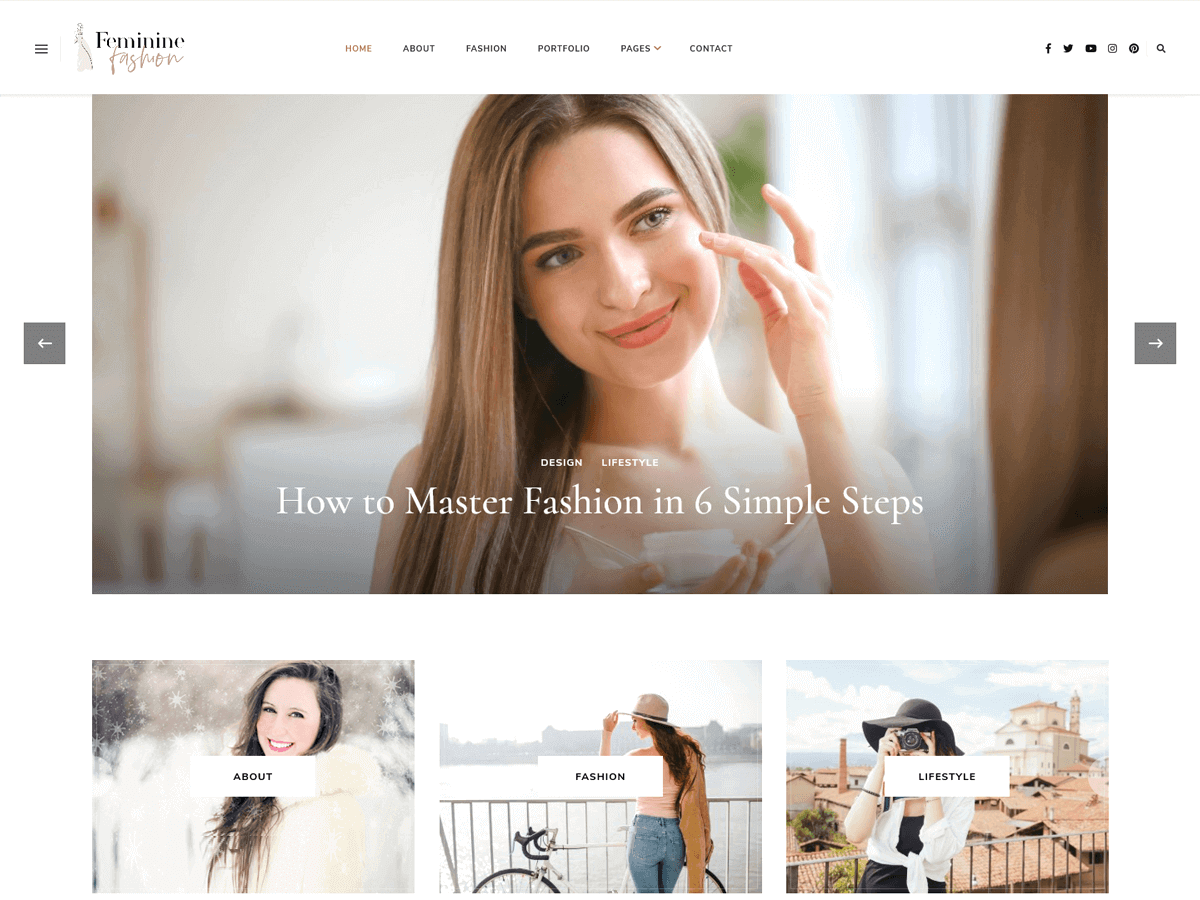 Feminine
fashion
HOME ABOUT FASHION PORTFOLIO PAGES CONTACT
DESIGN LIFESTYLE
How to Master Fashion in 6 Simple Steps
ABOUT FASHION LIFESTYLE